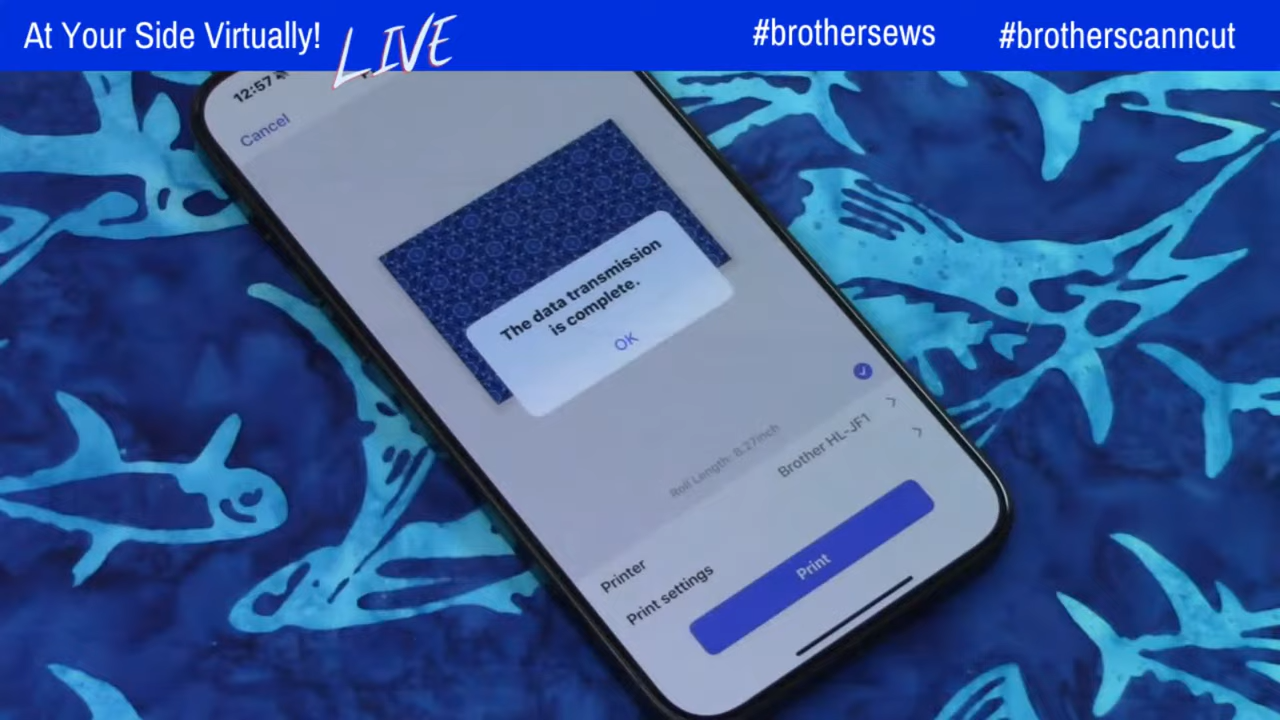 At Your Side Virtually!
LIVE
#brothersews
#brotherscanncut
12:57
Cancel
The data transmission
is complete.
OK
Roll Length: 8.27inch
Printer
Brother HL-JF1
Print settings
Print